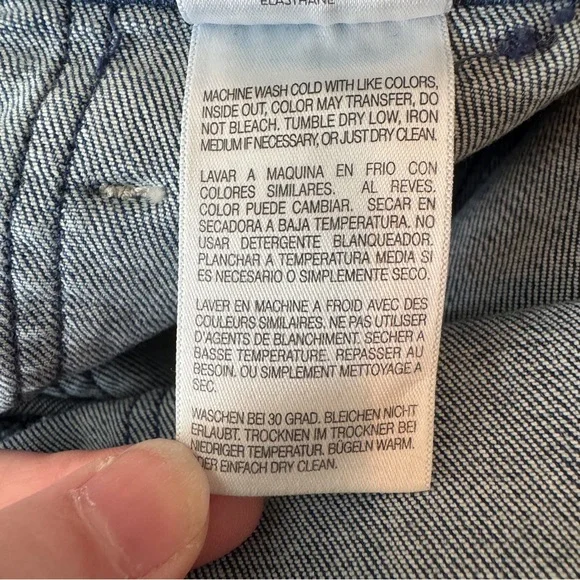 ELASTHANE
MACHINE WASH COLD WITH LIKE COLORS,
INSIDE OUT, COLOR MAY TRANSFER, DO
NOT BLEACH. TUMBLE DRY LOW, IRON
MEDIUM IF NECESSARY, OR JUST DRY CLEAN.
LAVAR A MAQUINA EN FRIO CON
COLORES SIMILARES. AL REVES.
COLOR PUEDE CAMBIAR. SECAR EN
SECADORA A BAJA TEMPERATURA. NO
USAR DETERGENTE BLANQUEADOR.
PLANCHAR A TEMPERATURA MEDIA SI
ES NECESARIO O SIMPLEMENTE SECO.
LAVER EN MACHINE A FROID AVEC DES
COULEURS SIMILAIRES. NE PAS UTILISER
D'AGENTS DE BLANCHIMENT. SECHER A
BASSE TEMPERATURE. REPASSER AU
BESOIN. OU SIMPLEMENT METTOYAGE A
SEC.
WASCHEN BEI 30 GRAD. BLEICHEN NICHT
ERLAUBT. TROCKNEN IM TROCKNER BEI
NIEDRIGER TEMPERATUR. BÜGELN WARM.
ODER EINFACH DRY CLEAN.